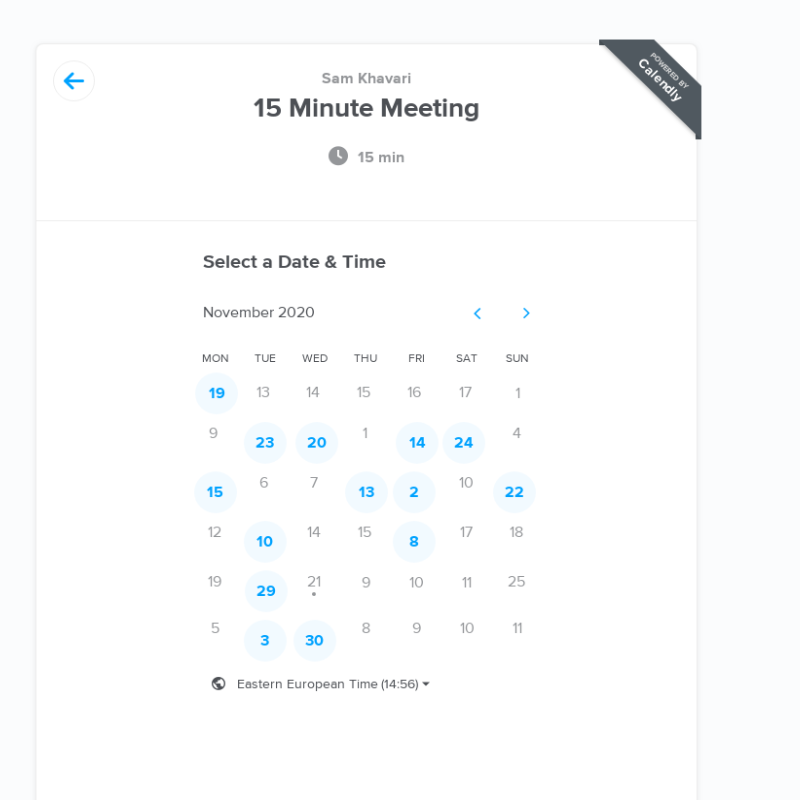 POWERED BY
Calendly
Sam Khavari
15 Minute Meeting
15 min
Select a Date & Time
November 2020
MON TUE WED THU FRI SAT SUN
19 13 14 15 16 17 1
9 23 20 1 14 24 4
15 6 7 13 2 10 22
12 10 14 15 8 17 18
19 29 21 9 10 11 25
5 3 30 8 9 10 11
Eastern European Time (14:56)